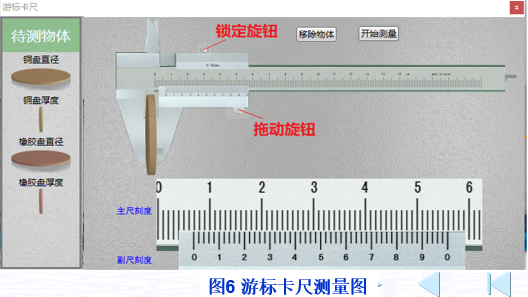 游标卡尺
x
待测物体
铜盘直径
铜盘厚度
橡胶盘直径
橡胶盘厚度
锁定旋钮
移除物体
开始测量
拖动旋钮
主尺刻度
0 1 2 3 4 5 6
副尺刻度
0 1 2 3 4 5 6 7 8 9 0
图6 游标卡尺测量图